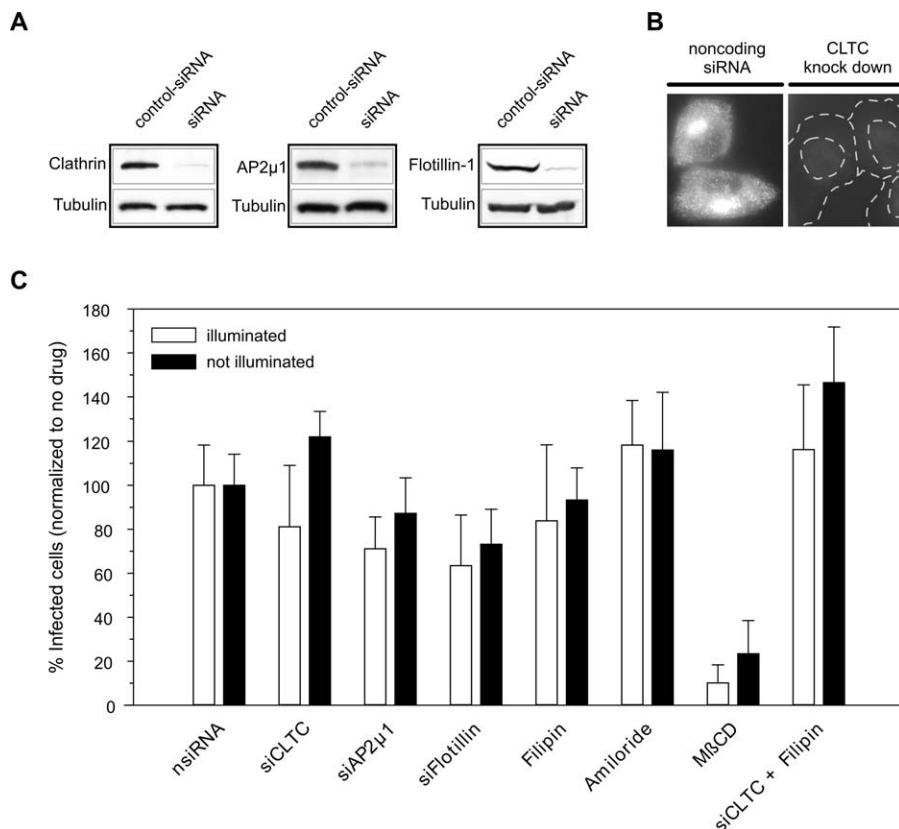 A
control-siRNA
siRNA
Clathrin
Tubulin
control-siRNA
siRNA
AP2µ1
Tubulin
control-siRNA
siRNA
Flotillin-1
Tubulin
B
noncoding
siRNA
CLTC
knock down
C
% Infected cells (normalized to no drug)
180
160
140
120
100
80
60
40
20
0
illuminated
not illuminated
nsiRNA
siCLTC
siAP2µ1
siFlotillin
Filipin
Amiloride
MßCD
siCLTC + Filipin